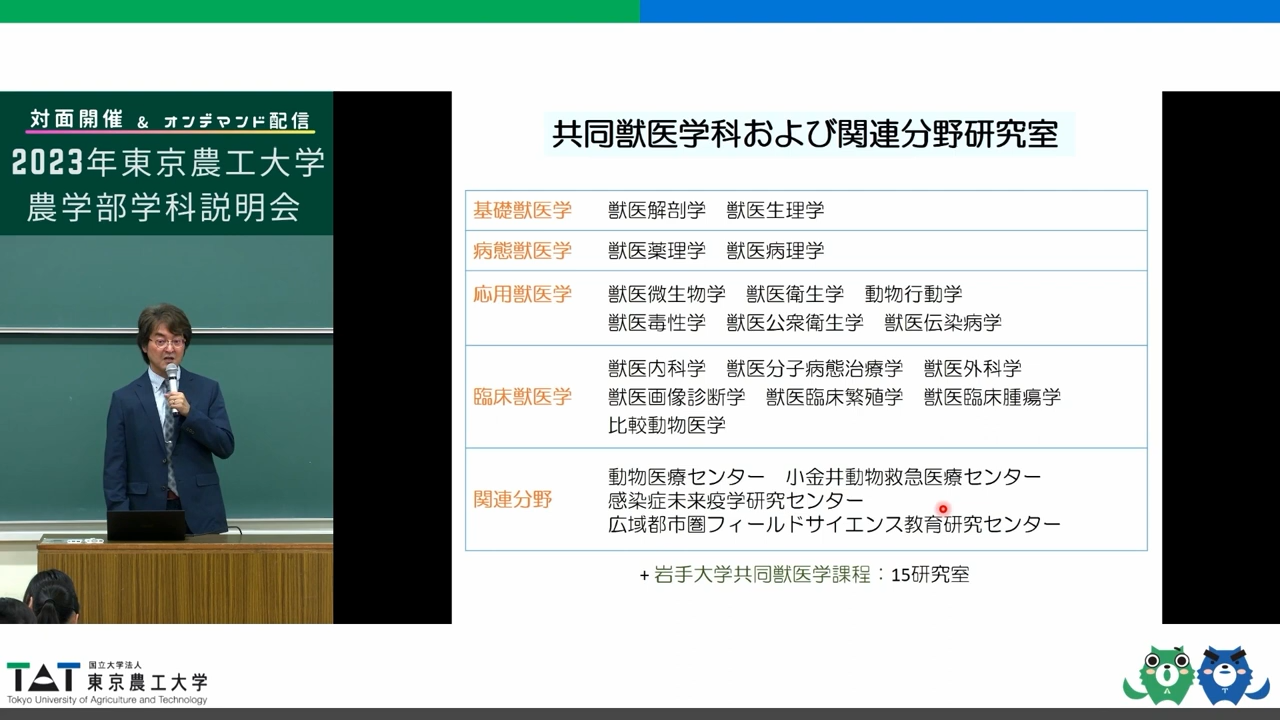 対面開催 & オンデマンド配信
2023年東京農工大学
農学部学科説明会
共同獣医学科および関連分野研究室
基礎獣医学 獣医解剖学 獣医生理学
病態獣医学 獣医薬理学 獣医病理学
応用獣医学 獣医微生物学 獣医衛生学 動物行動学
獣医毒性学 獣医公衆衛生学 獣医伝染病学
獣医内科学 獣医分子病態治療学 獣医外科学
臨床獣医学 獣医画像診断学 獣医臨床繁殖学 獣医臨床腫瘍学
比較動物医学
動物医療センター 小金井動物救急医療センター
関連分野 感染症未来疫学研究センター
広域都市圏フィールドサイエンス教育研究センター
+ 岩手大学共同獣医学課程：15研究室
TAT 国立大学法人
東京農工大学
Tokyo University of Agriculture and Technology
A T